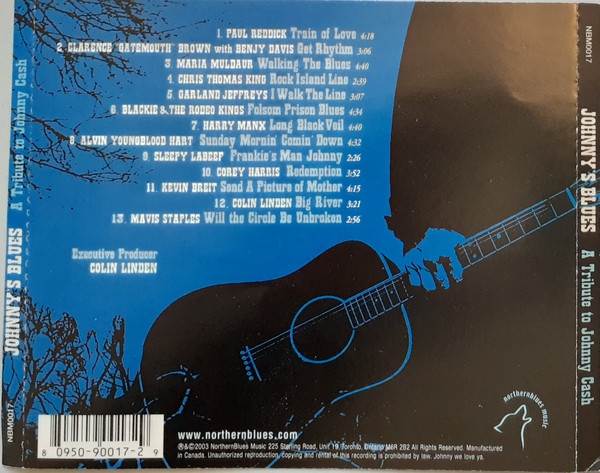 1. PAUL REDDICK Train of Love 4:18
2. CLARENCE "GATEMOUTH" BROWN with BENJY DAVIS Get Rhythm 3:06
3. MARIA MULDAUR Walking The Blues 4:40
4. CHRIS THOMAS KING Rock Island Line 2:39
5. GARLAND JEFFREYS I Walk The Line 3:07
6. BLACKIE & THE RODEO KINGS Folsom Prison Blues 4:34
7. HARRY MANX Long Black Veil 4:40
8. ALVIN YOUNGBLOOD HART Sunday Mornin' Comin' Down 4:32
9. SLEEPY LABEEF Frankie's Man Johnny 2:26
10. COREY HARRIS Redemption 3:52
11. KEVIN BREIT Send A Picture of Mother 4:15
12. COLIN LINDEN Big River 3:21
13. MAVIS STAPLES Will the Circle Be Unbroken 2:56
Executive Producer
COLIN LINDEN
JOHNNY'S BLUES A Tribute to Johnny Cash
NBM0017
NBM0017
JOHNNY'S BLUES A Tribute to Johnny Cash
northernblues music
8 0950-90017-2 9
www.northernblues.com
℗&©2003 NorthernBlues Music 225 Sterling Road, Unit 19 Toronto, Ontario M6R 2B2 All Rights Reserved. Manufactured
in Canada. Unauthorized reproduction, copying and rental of this recording is prohibited by law. Johnny we love ya.